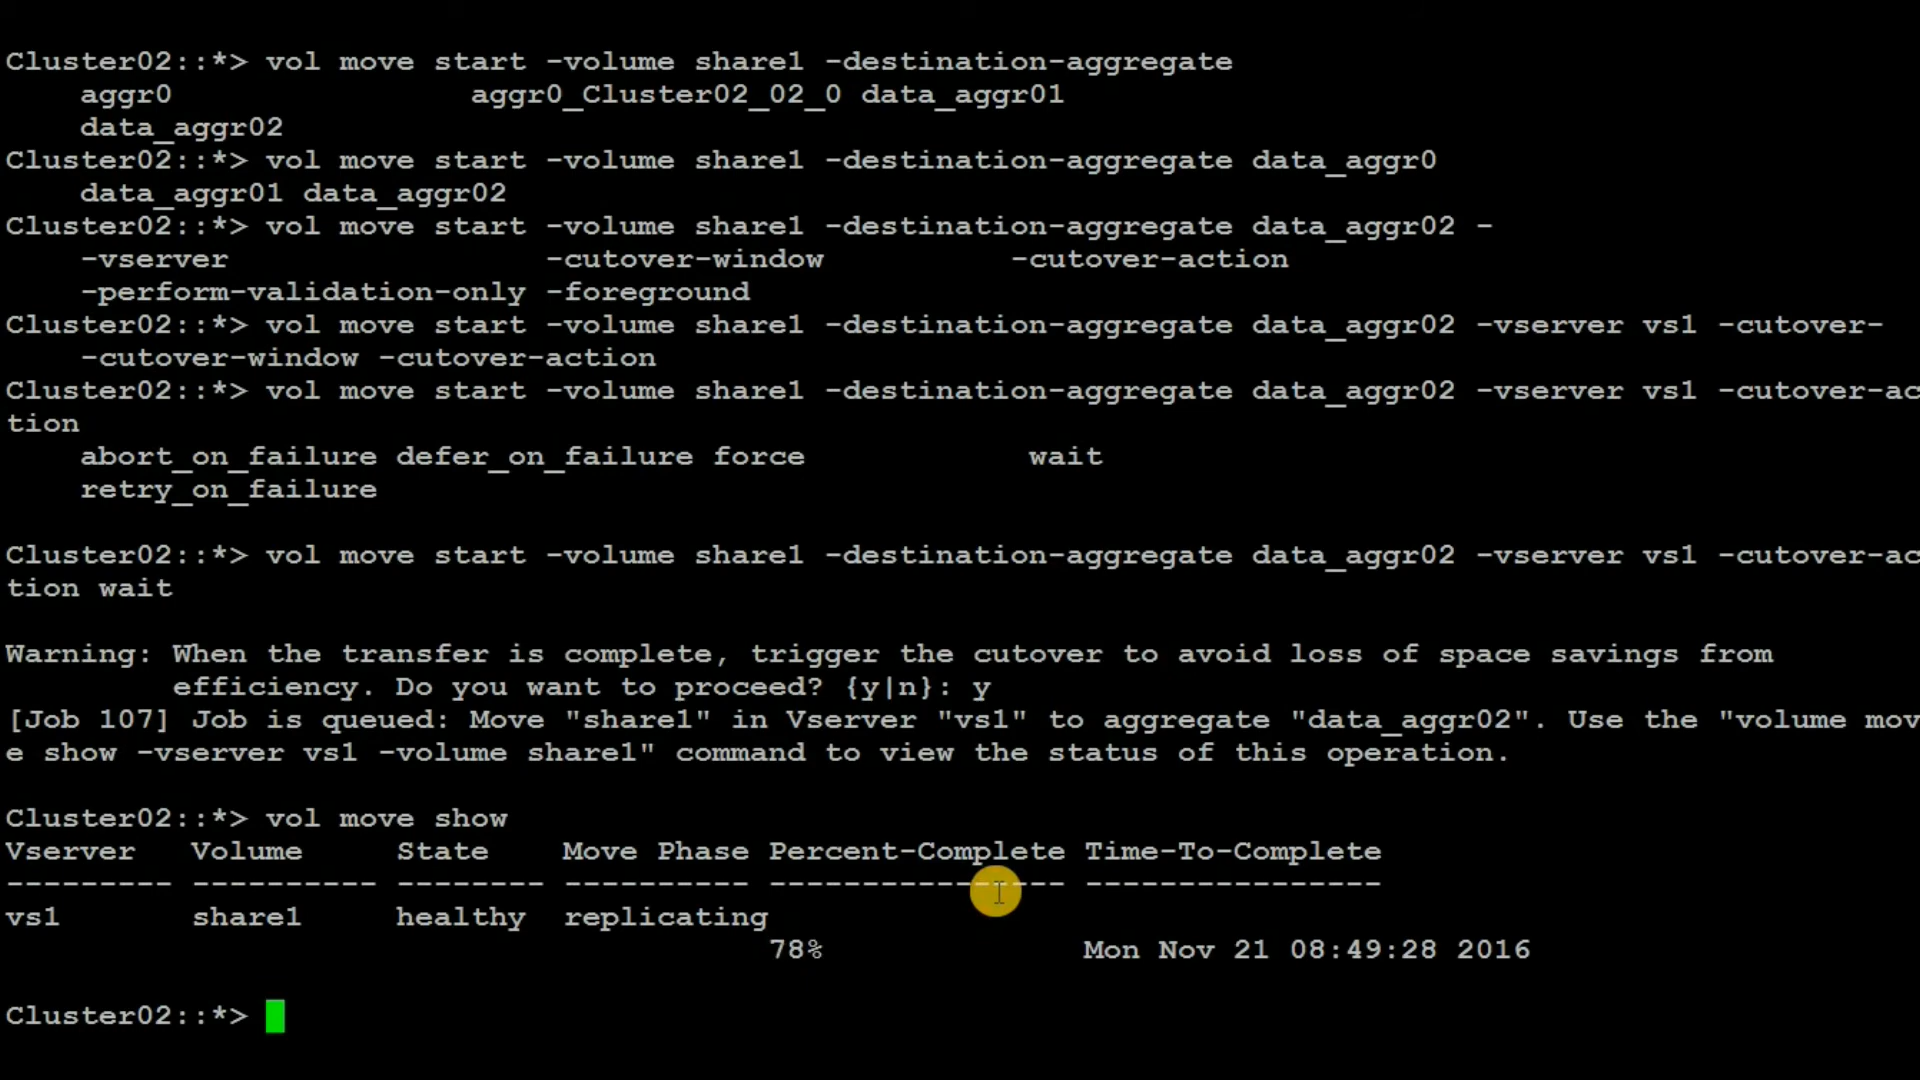 Cluster02::*> vol move start -volume share1 -destination-aggregate
aggr0 aggr0_Cluster02_02_0 data_aggr01
data_aggr02
Cluster02::*> vol move start -volume share1 -destination-aggregate data_aggr0
data_aggr01 data_aggr02
Cluster02::*> vol move start -volume share1 -destination-aggregate data_aggr02 -
-vserver -cutover-window -cutover-action
-perform-validation-only -foreground
Cluster02::*> vol move start -volume share1 -destination-aggregate data_aggr02 -vserver vs1 -cutover-
-cutover-window -cutover-action
Cluster02::*> vol move start -volume share1 -destination-aggregate data_aggr02 -vserver vs1 -cutover-ac
tion
abort_on_failure defer_on_failure force wait
retry_on_failure
Cluster02::*> vol move start -volume share1 -destination-aggregate data_aggr02 -vserver vs1 -cutover-ac
tion wait
Warning: When the transfer is complete, trigger the cutover to avoid loss of space savings from
efficiency. Do you want to proceed? {y|n}: y
[Job 107] Job is queued: Move "share1" in Vserver "vs1" to aggregate "data_aggr02". Use the "volume mov
e show -vserver vs1 -volume share1" command to view the status of this operation.
Cluster02::*> vol move show
Vserver Volume State Move Phase Percent-Complete Time-To-Complete
--------- ---------- -------- ---------- ---------------- ----------------
vs1 share1 healthy replicating
78% Mon Nov 21 08:49:28 2016
Cluster02::*>